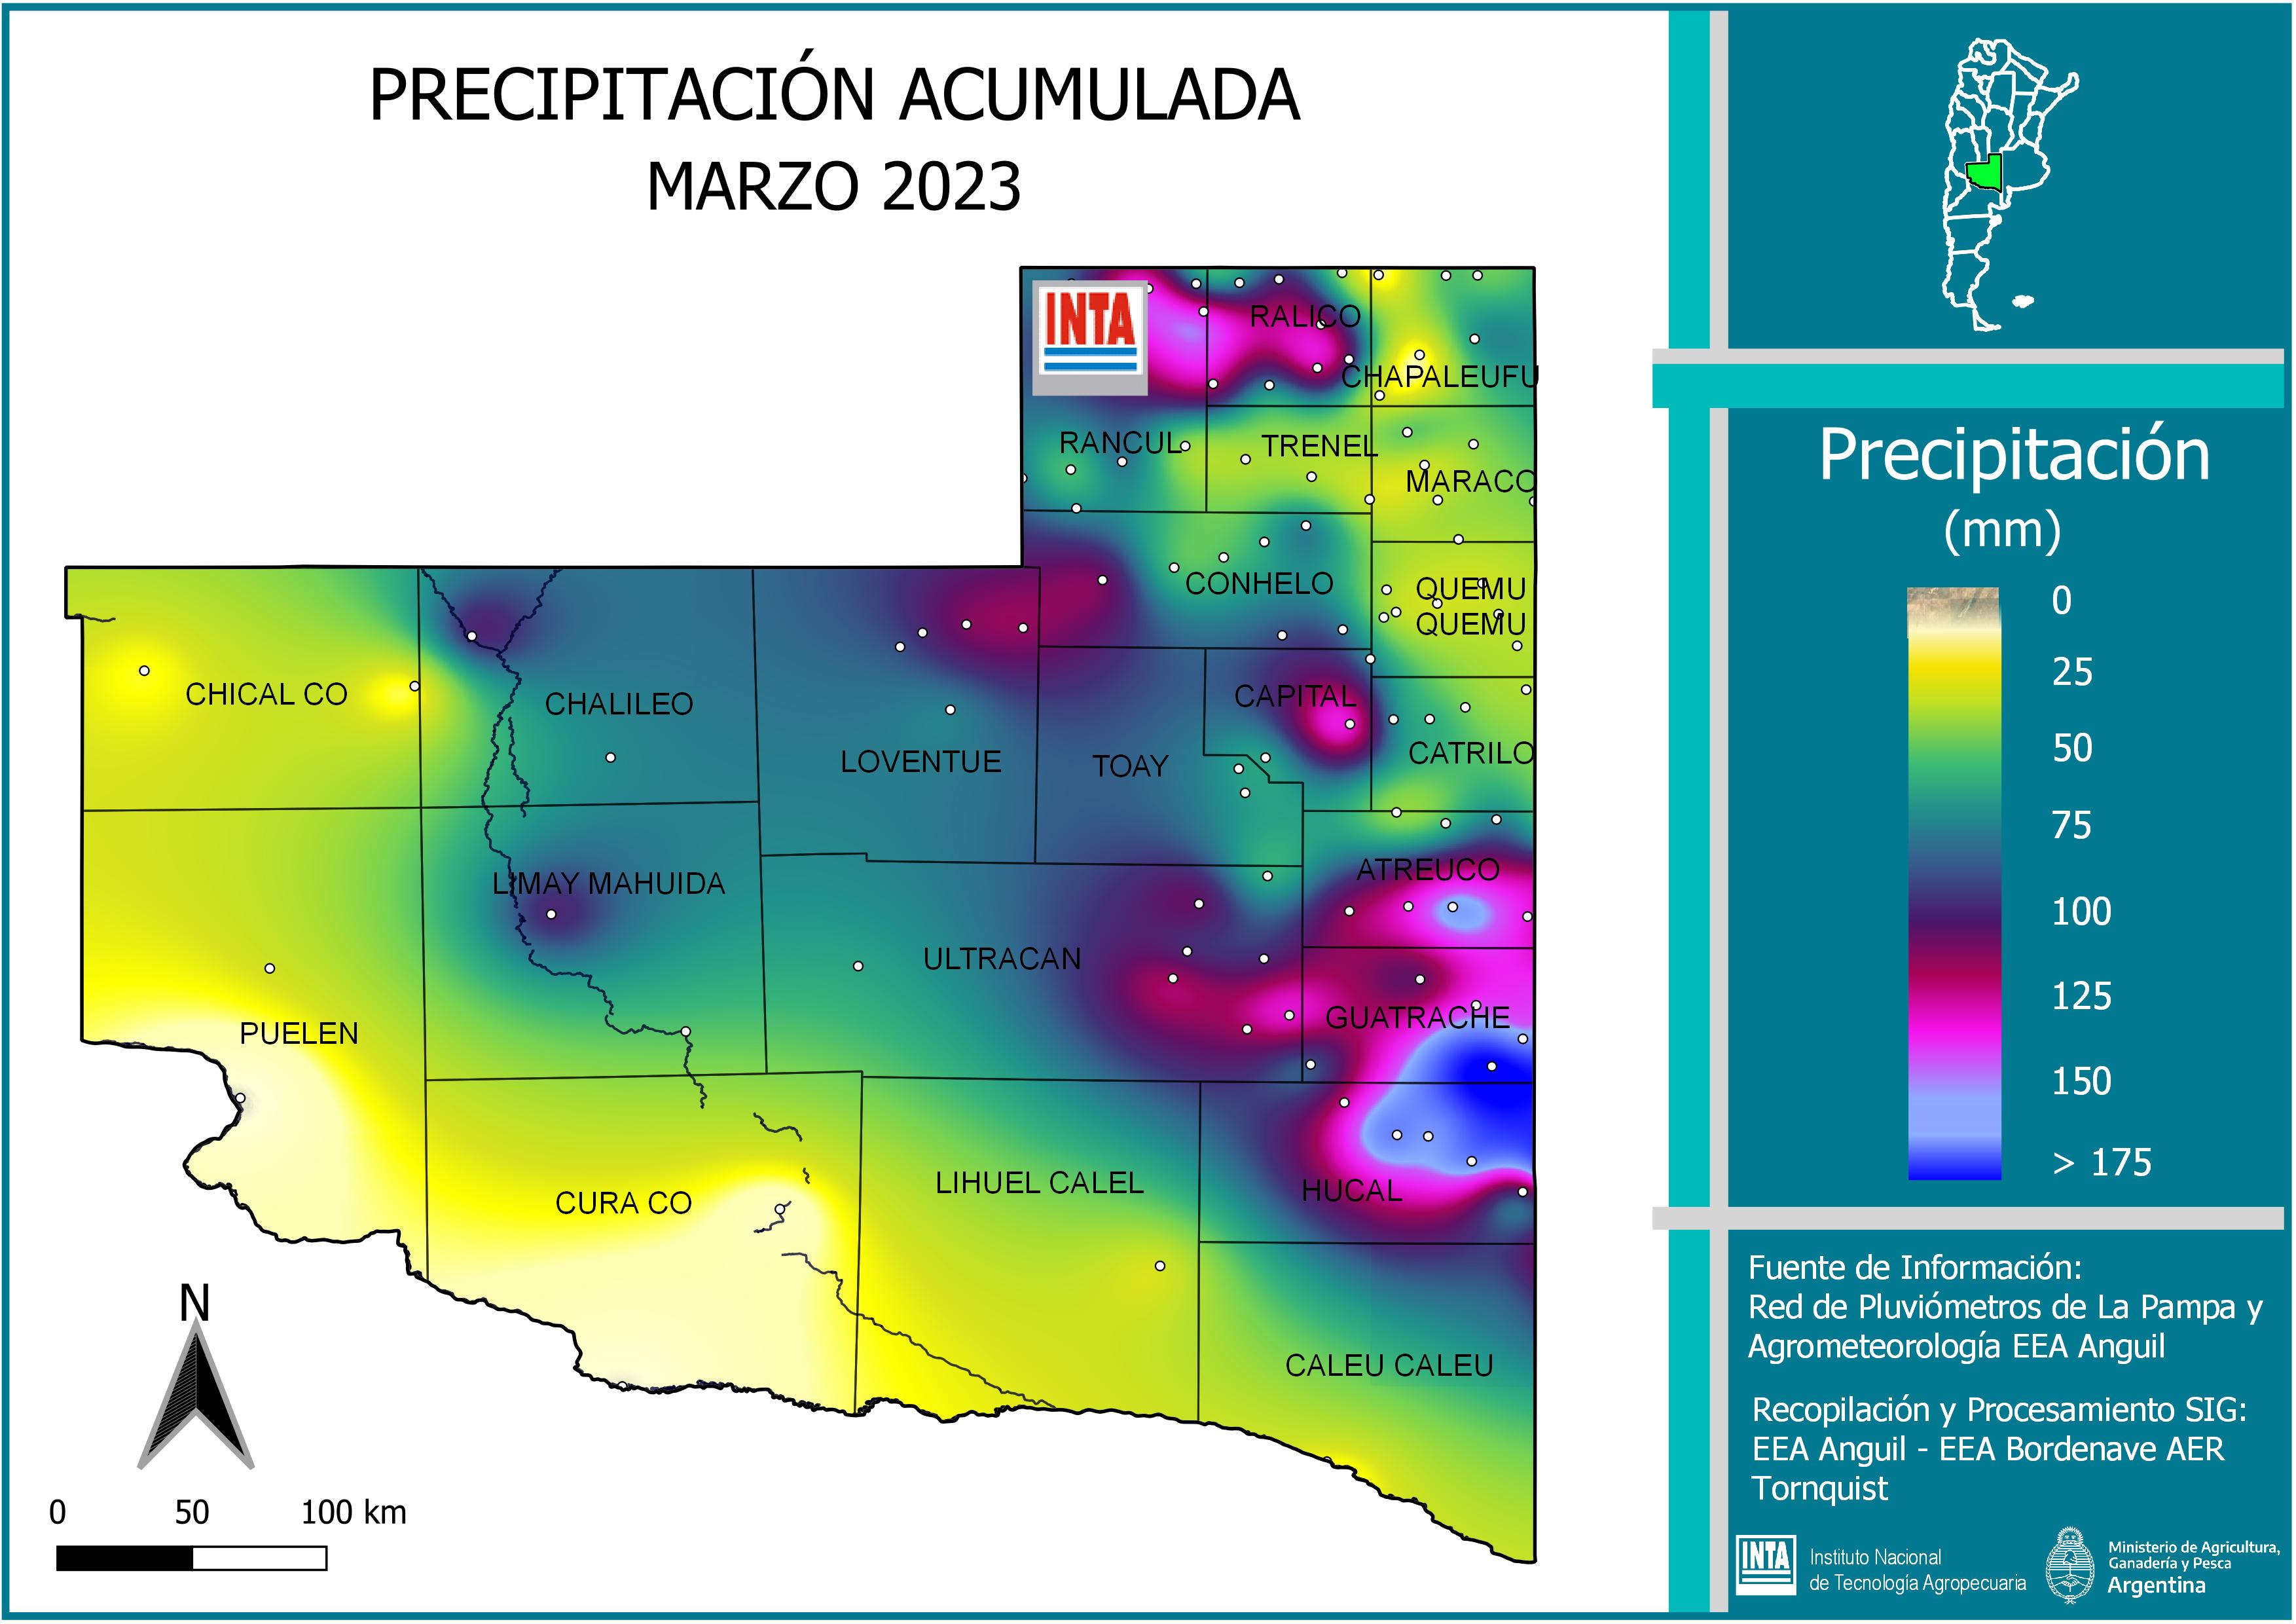 PRECIPITACIÓN ACUMULADA
MARZO 2023
INTA
RALICO
CHAPALEUFU
RANCUL
TRENEL
MARACO
CONHELO
QUEMU
QUEMU
CHICAL CO
CHALILEO
CAPITAL
LOVENTUE
TOAY
CATRILO
LIMAY MAHUIDA
ATREUCO
ULTRACAN
PUELEN
GUATRACHE
CURA CO
LIHUEL CALEL
HUCAL
CALEU CALEU
N
0 50 100 km
Precipitación
(mm)
0
25
50
75
100
125
150
> 175
Fuente de Información:
Red de Pluviómetros de La Pampa y
Agrometeorología EEA Anguil
Recopilación y Procesamiento SIG:
EEA Anguil - EEA Bordenave AER
Tornquist
INTA
Instituto Nacional
de Tecnología Agropecuaria
Ministerio de Agricultura,
Ganadería y Pesca
Argentina